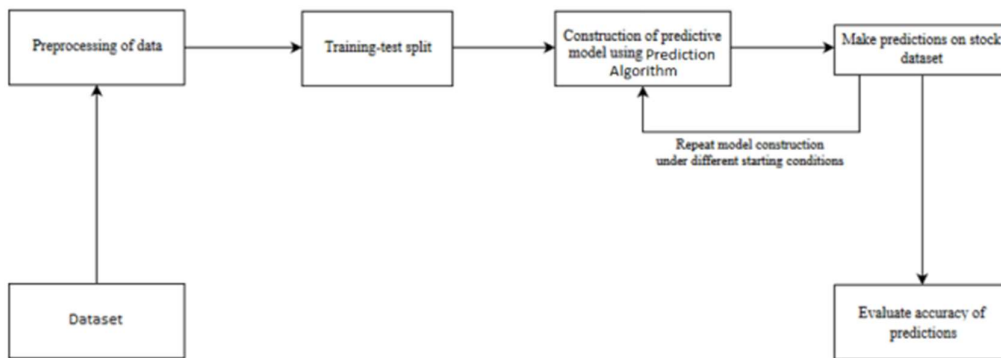 Preprocessing of data
Training-test split
Construction of predictive
model using Prediction
Algorithm
Make predictions on stock
dataset
Repeat model construction
under different starting conditions
Dataset
Evaluate accuracy of
predictions